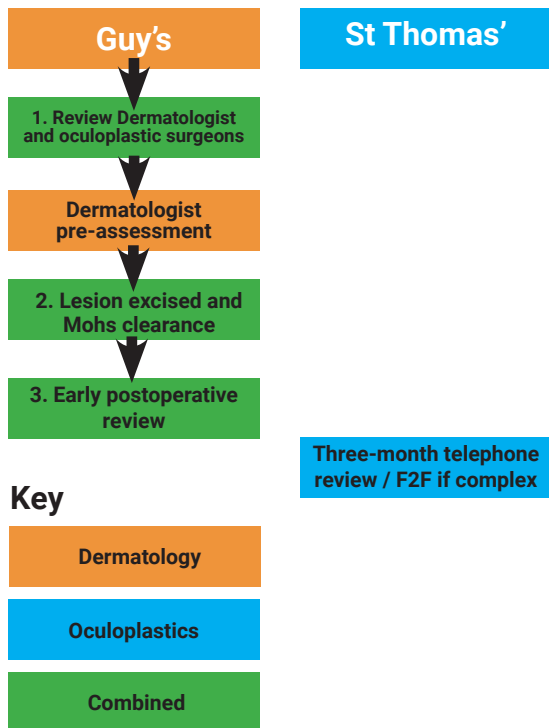 Guy’s
St Thomas’
1. Review Dermatologist
and oculoplastic surgeons
Dermatologist
pre-assessment
2. Lesion excised and
Mohs clearance
3. Early postoperative
review
Three-month telephone
review / F2F if complex
Key
Dermatology
Oculoplastics
Combined